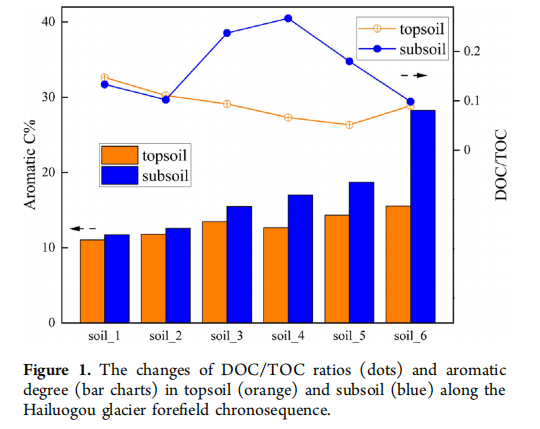 40
30
20
10
0
Aromatic C%
topsoil
subsoil
0.2
0.1
0
DOC/TOC
topsoil
subsoil
soil_1 soil_2 soil_3 soil_4 soil_5 soil_6
Figure 1. The changes of DOC/TOC ratios (dots) and aromatic
degree (bar charts) in topsoil (orange) and subsoil (blue) along the
Hailuogou glacier forefield chronosequence.